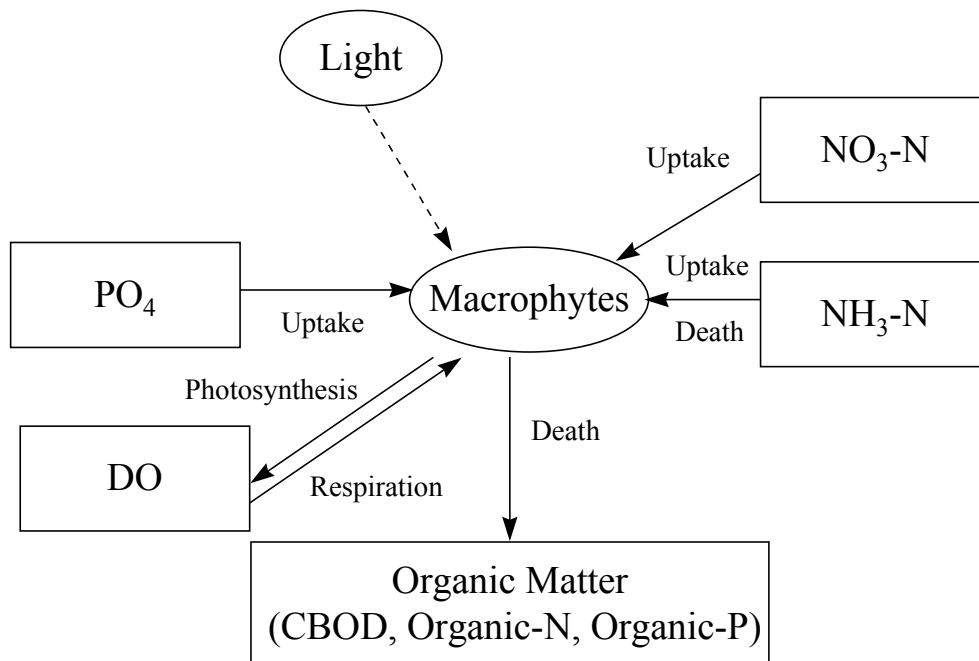 Light
NO₃-N
Uptake
Uptake
PO₄
Macrophytes
NH₃-N
Uptake
Death
Photosynthesis
Death
DO
Respiration
Organic Matter
(CBOD, Organic-N, Organic-P)